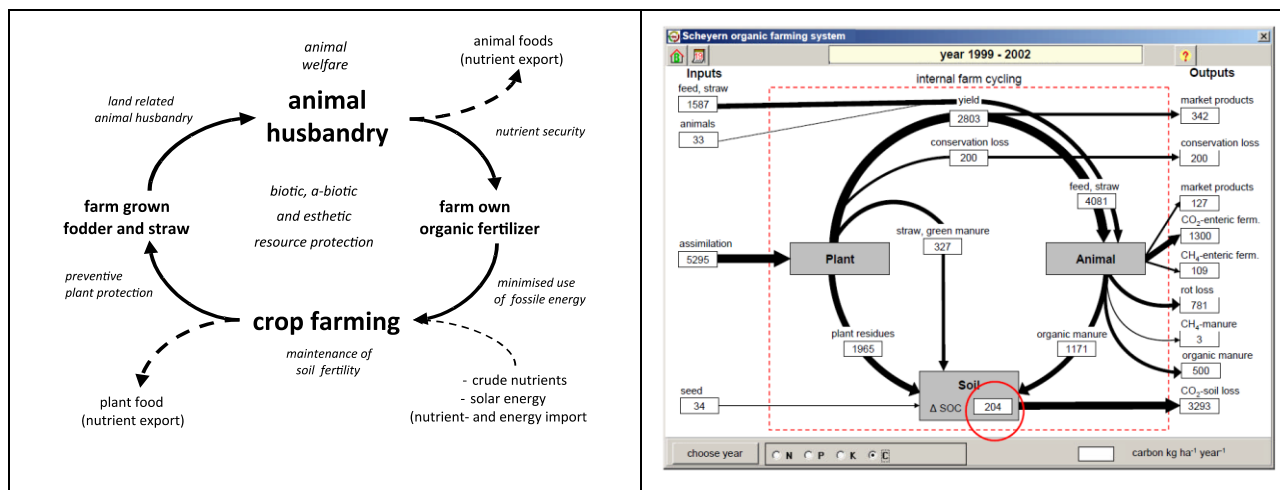 animal
welfare
animal foods
(nutrient export)
land related
animal husbandry
animal
husbandry
nutrient security
farm grown
fodder and straw
biotic, a-biotic
and esthetic
resource protection
farm own
organic fertilizer
preventive
plant protection
minimised use
of fossile energy
crop farming
maintenance of
soil fertility
plant food
(nutrient export)
- crude nutrients
- solar energy
(nutrient- and energy import
Scheyern organic farming system
year 1999 - 2002
?
Inputs
internal farm cycling
Outputs
feed, straw
1587
animals
33
yield
2803
market products
342
conservation loss
200
conservation loss
200
feed, straw
4081
market products
127
CO2-enteric ferm.
1300
straw, green manure
327
assimilation
5295
Plant
Animal
CH4-enteric ferm.
109
rot loss
781
plant residues
1965
organic manure
1171
CH4-manure
3
organic manure
500
Soil
Δ SOC 204
seed
34
CO2-soil loss
3293
choose year
N P K C
carbon kg ha-1 year-1